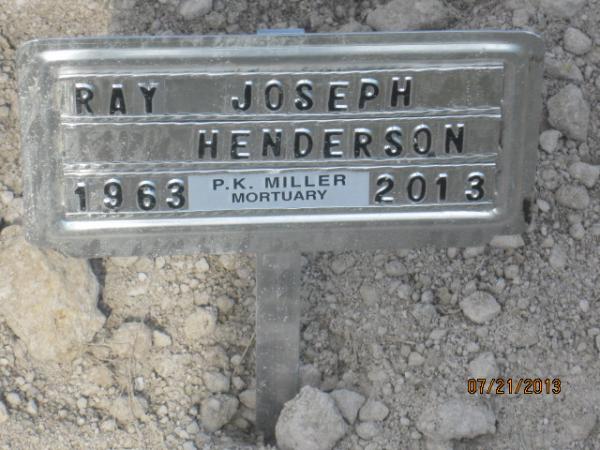 RAY JOSEPH
HENDERSON
1963 P.K. MILLER MORTUARY 2013
07/21/2013